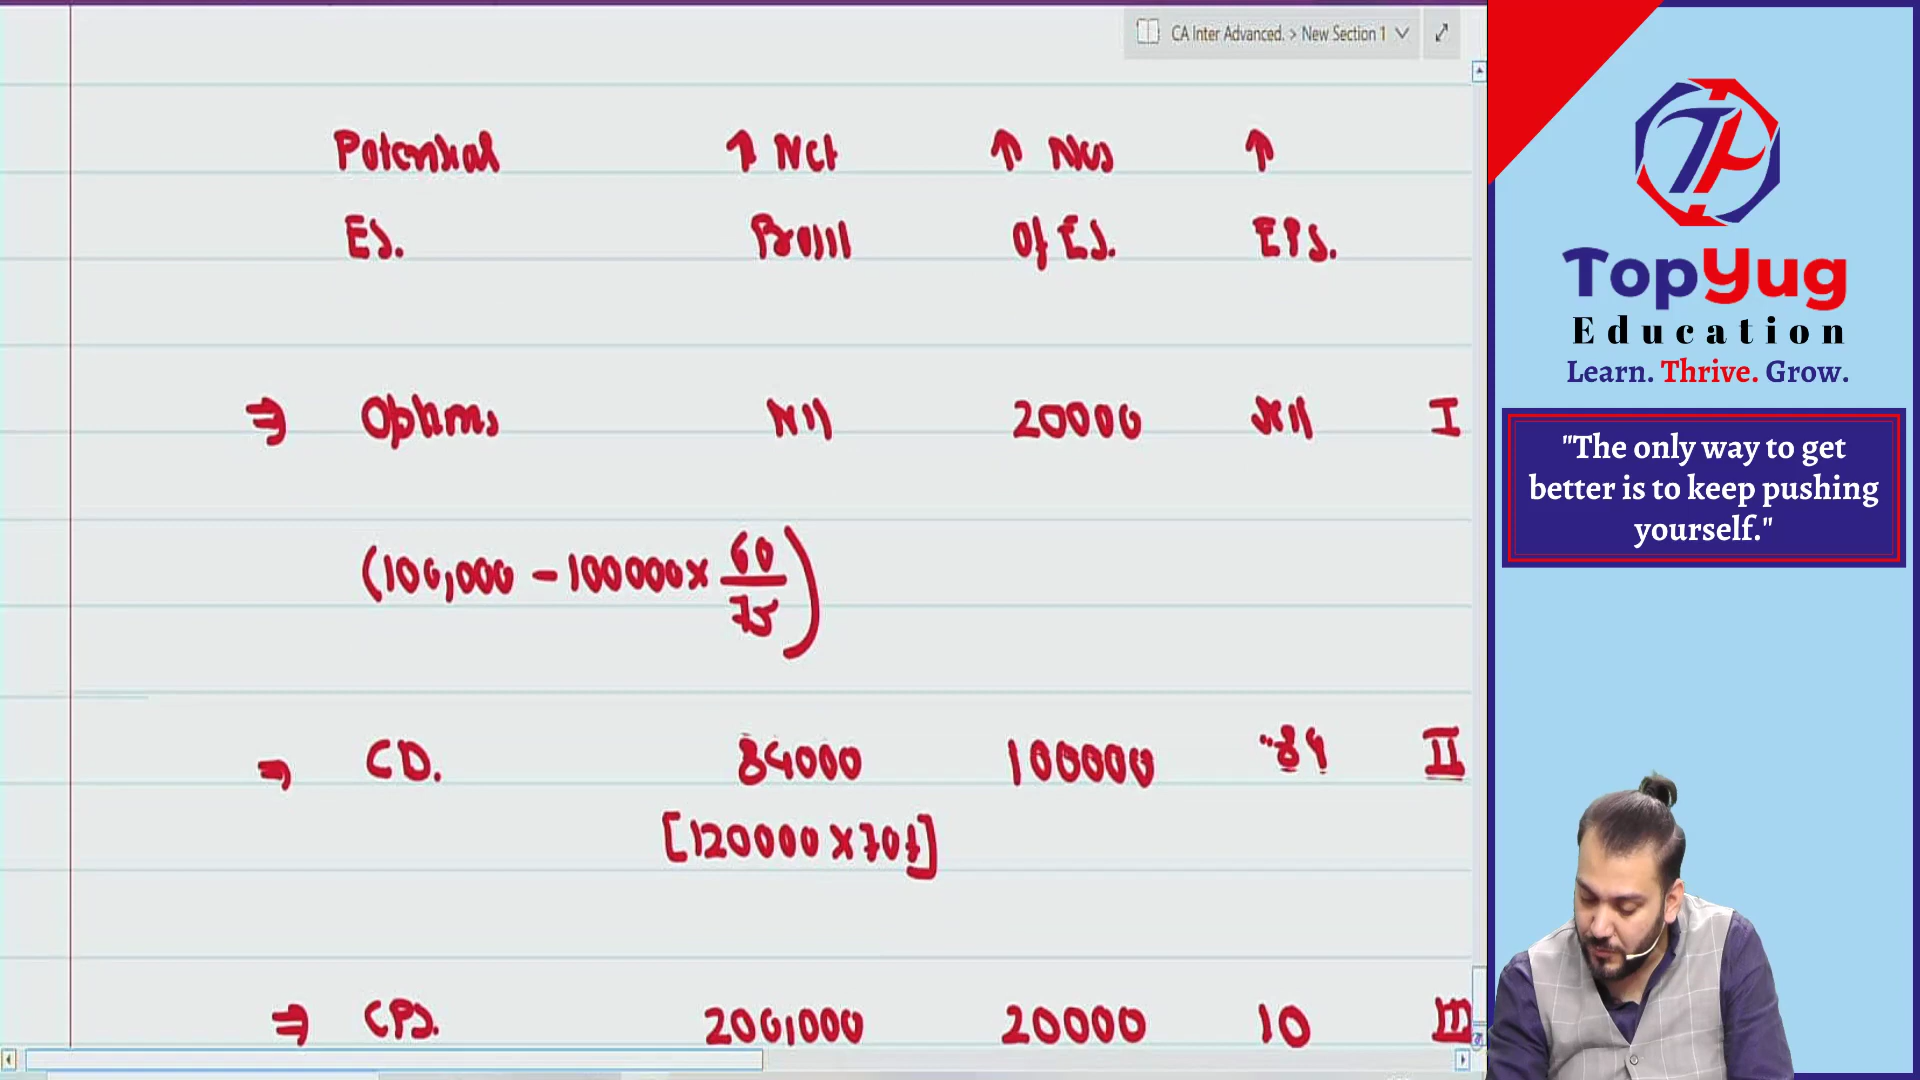 CA Inter Advanced. > New Section 1
Potential ↑ Net ↑ Nos ↑
ES. Profit Of ES. EPS.
⇒ Options Nil 20000 Nil I
(100,000 - 100000 × 60/75)
⇒ CD. 84000 100000 .84 II
[120000 × 70%]
⇒ CPS. 200,000 20000 10 III
TopYug
Education
Learn. Thrive. Grow.
"The only way to get
better is to keep pushing
yourself."